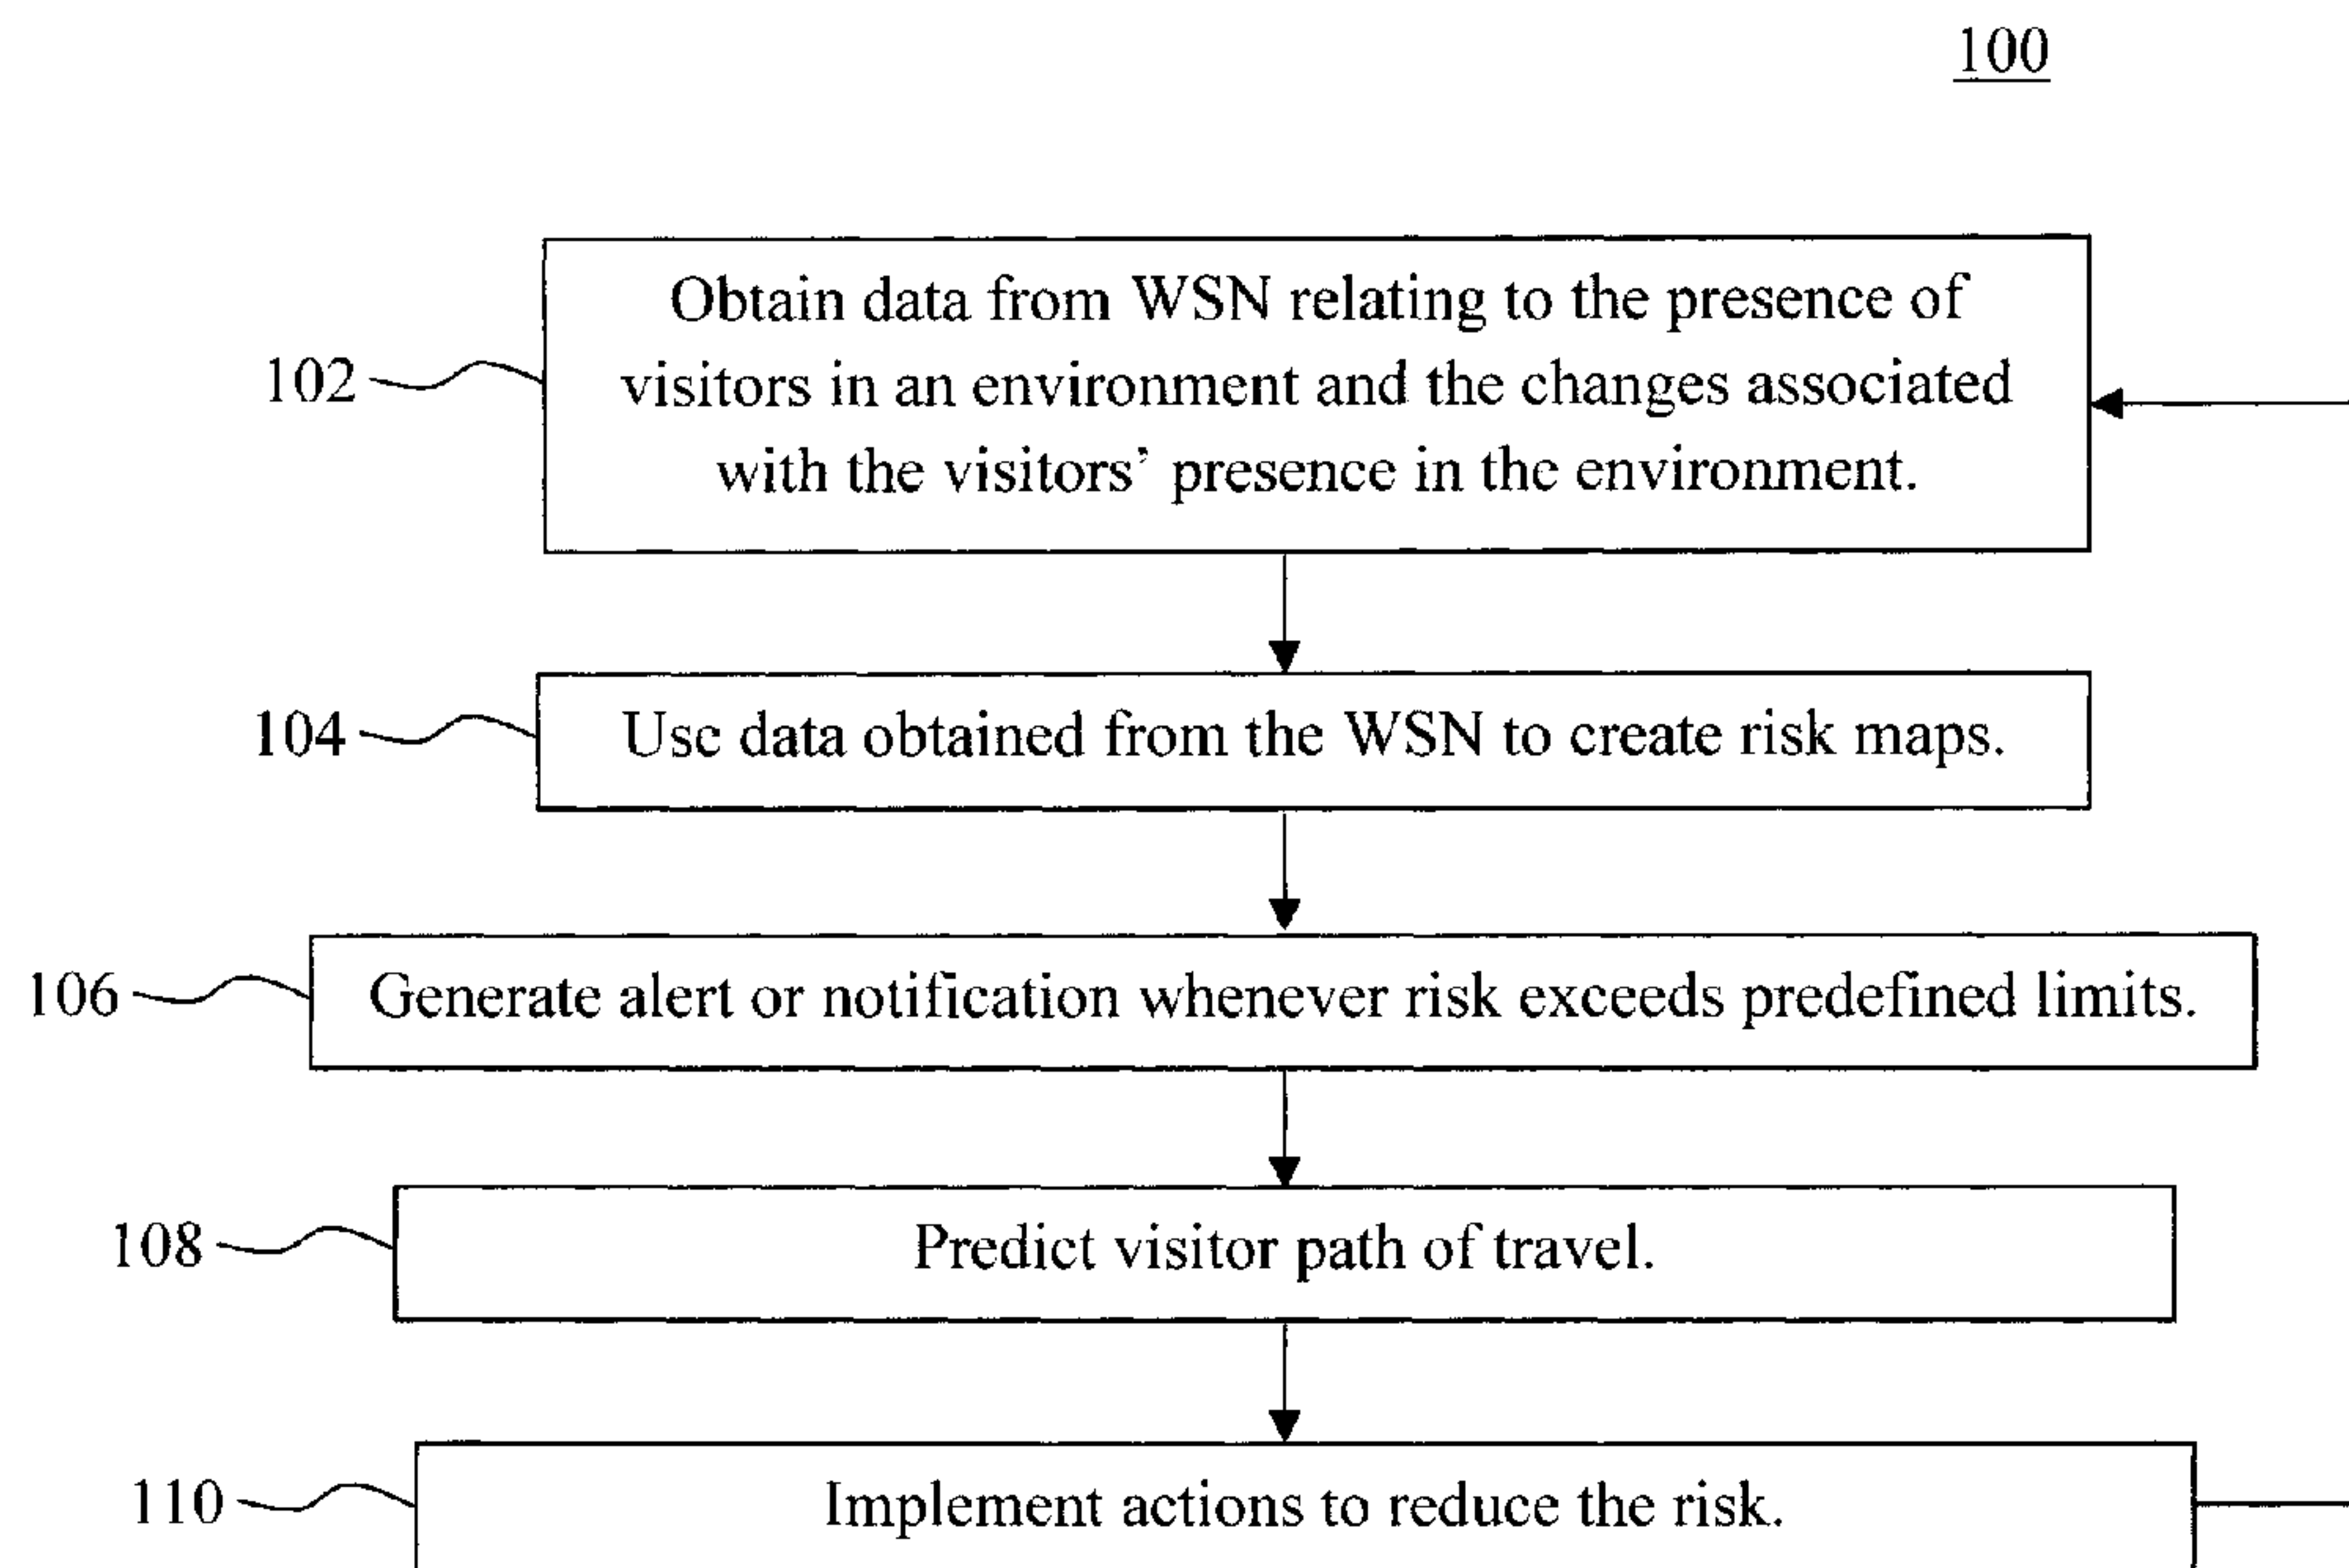 100
Obtain data from WSN relating to the presence of
visitors in an environment and the changes associated
with the visitors’ presence in the environment.
102
Use data obtained from the WSN to create risk maps.
104
Generate alert or notification whenever risk exceeds predefined limits.
106
Predict visitor path of travel.
108
Implement actions to reduce the risk.
110